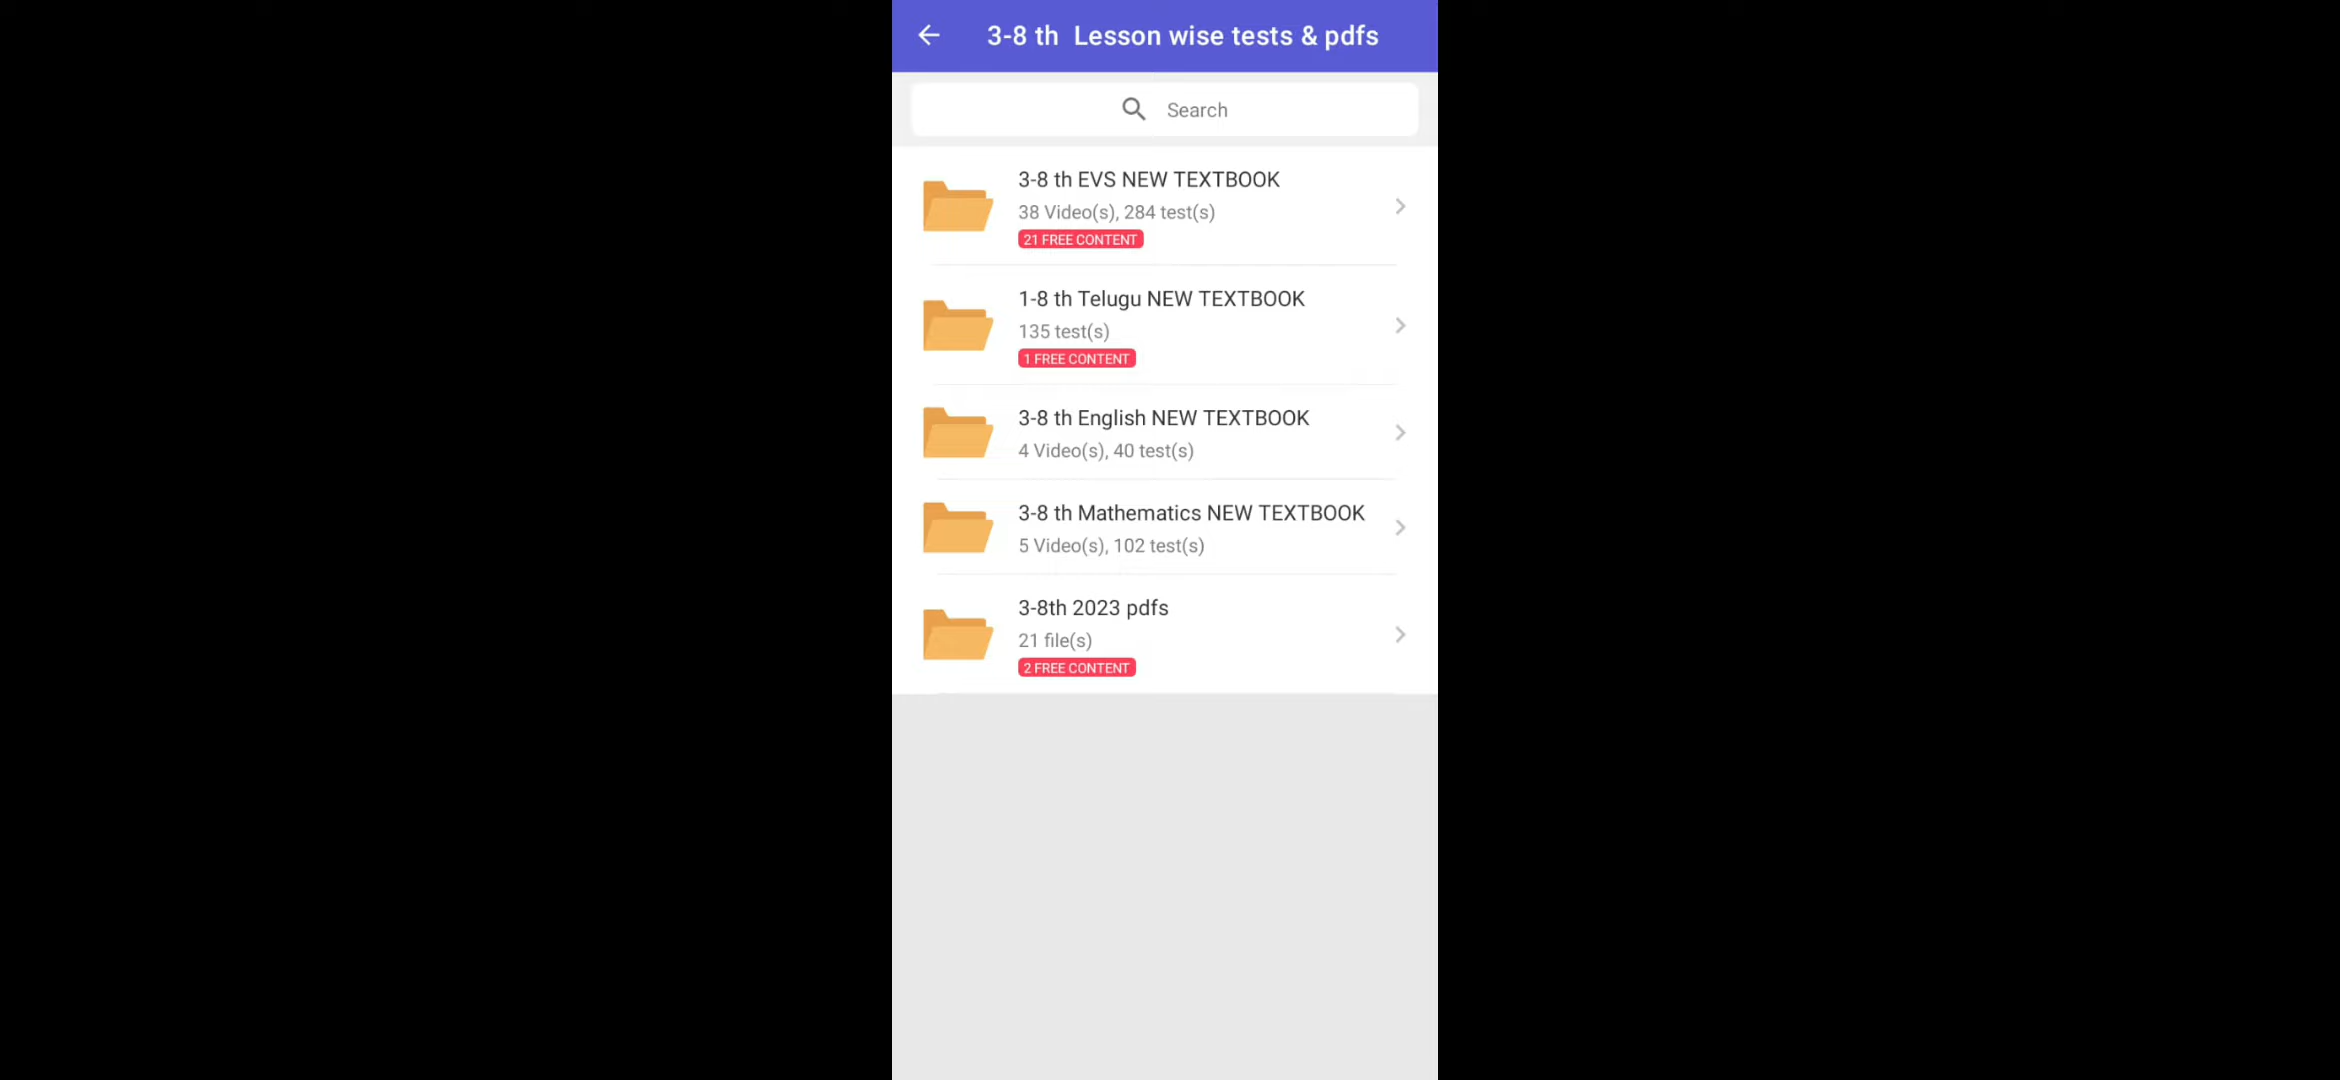 3-8 th Lesson wise tests & pdfs
Search
3-8 th EVS NEW TEXTBOOK
38 Video(s), 284 test(s)
21 FREE CONTENT
1-8 th Telugu NEW TEXTBOOK
135 test(s)
1 FREE CONTENT
3-8 th English NEW TEXTBOOK
4 Video(s), 40 test(s)
3-8 th Mathematics NEW TEXTBOOK
5 Video(s), 102 test(s)
3-8th 2023 pdfs
21 file(s)
2 FREE CONTENT